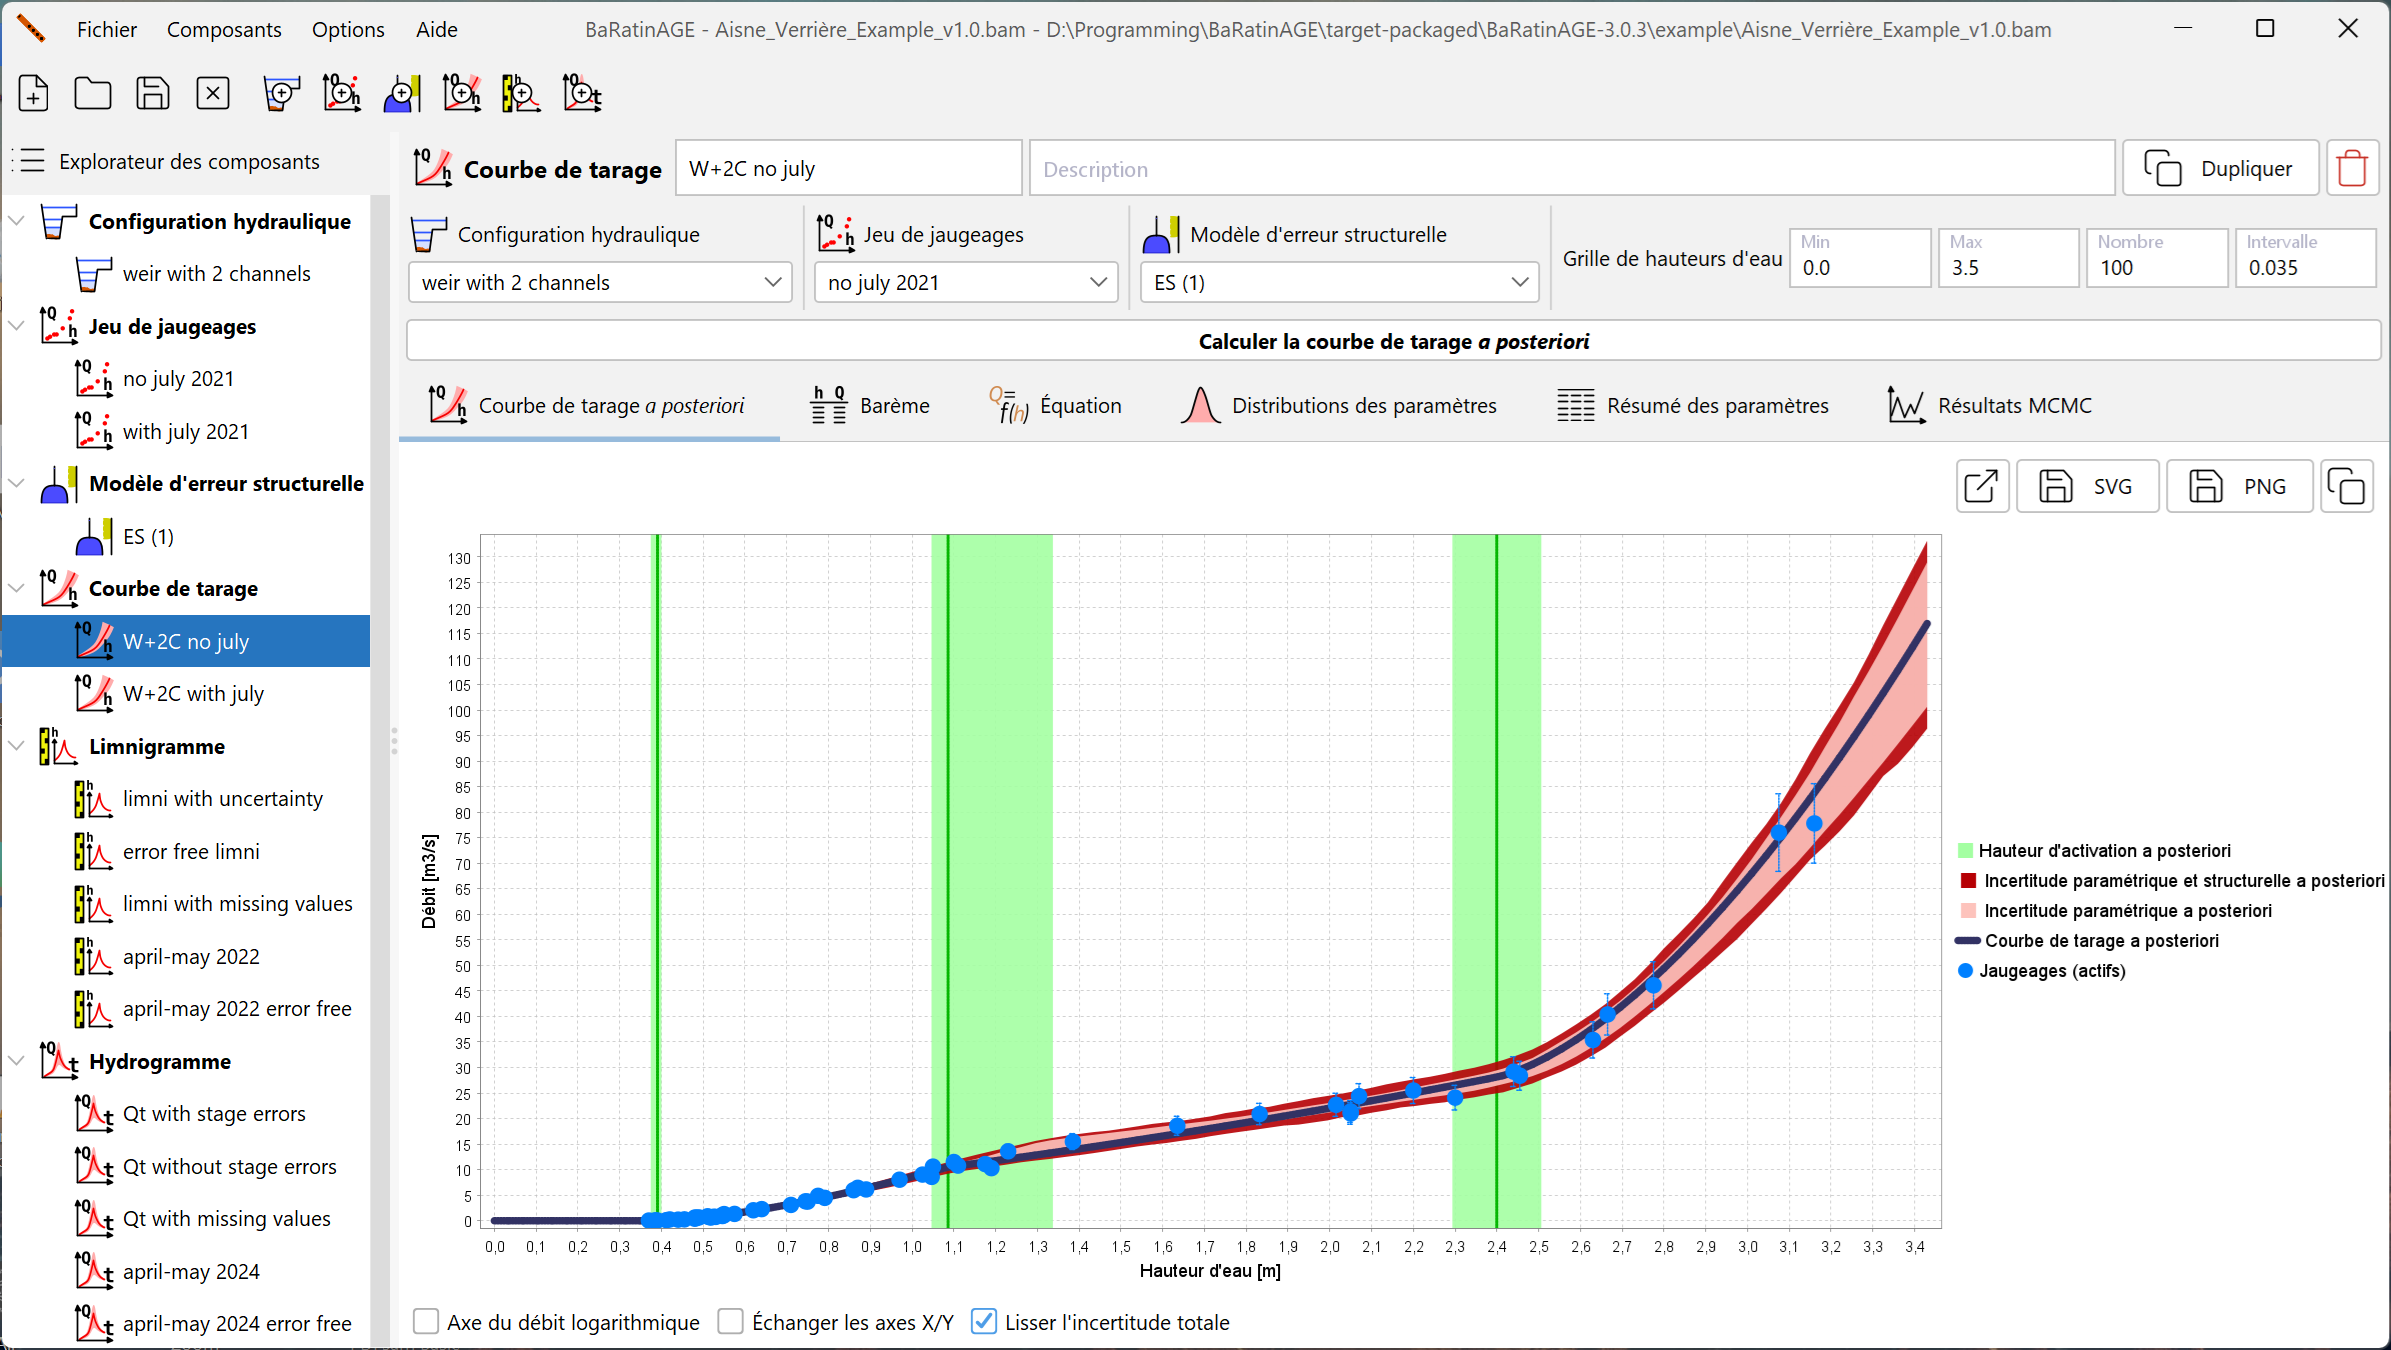 Fichier Composants Options Aide BaRatinAGE - Aisne_Verrière_Example_v1.0.bam - D:\Programming\BaRatinAGE\target-packaged\BaRatinAGE-3.0.3\example\Aisne_Verrière_Example_v1.0.bam
Explorateur des composants
Configuration hydraulique
weir with 2 channels
Jeu de jaugeages
no july 2021
with july 2021
Modèle d'erreur structurelle
ES (1)
Courbe de tarage
W+2C no july
W+2C with july
Limnigramme
limni with uncertainty
error free limni
limni with missing values
april-may 2022
april-may 2022 error free
Hydrogramme
Qt with stage errors
Qt without stage errors
Qt with missing values
april-may 2024
april-may 2024 error free
Courbe de tarage W+2C no july Description Dupliquer
Configuration hydraulique
weir with 2 channels
Jeu de jaugeages
no july 2021
Modèle d'erreur structurelle
ES (1)
Grille de hauteurs d'eau
Min
0.0
Max
3.5
Nombre
100
Intervalle
0.035
Calculer la courbe de tarage a posteriori
Courbe de tarage a posteriori
h Q Barème
Q=f(h) Équation
Distributions des paramètres
Résumé des paramètres
Résultats MCMC
SVG PNG
130
125
120
115
110
105
100
95
90
85
80
75
70
65
60
55
50
45
40
35
30
25
20
15
10
5
0
Débit [m3/s]
0,0 0,1 0,2 0,3 0,4 0,5 0,6 0,7 0,8 0,9 1,0 1,1 1,2 1,3 1,4 1,5 1,6 1,7 1,8 1,9 2,0 2,1 2,2 2,3 2,4 2,5 2,6 2,7 2,8 2,9 3,0 3,1 3,2 3,3 3,4
Hauteur d'eau [m]
Hauteur d'activation a posteriori
Incertitude paramétrique et structurelle a posteriori
Incertitude paramétrique a posteriori
Courbe de tarage a posteriori
Jaugeages (actifs)
Axe du débit logarithmique Échanger les axes X/Y Lisser l'incertitude totale